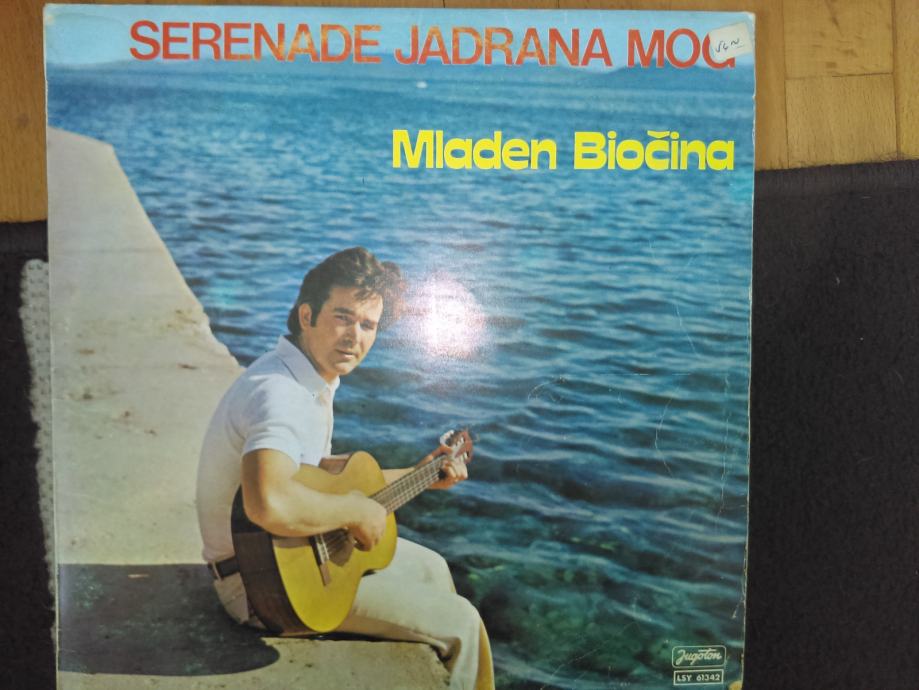 SERENADE JADRANA MOG
Mladen Biočina
Jugoton
LSY 61342